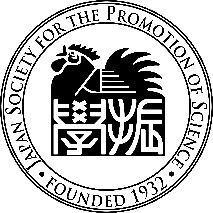 JAPAN SOCIETY FOR THE PROMOTION OF SCIENCE
• FOUNDED 1932 •
學振